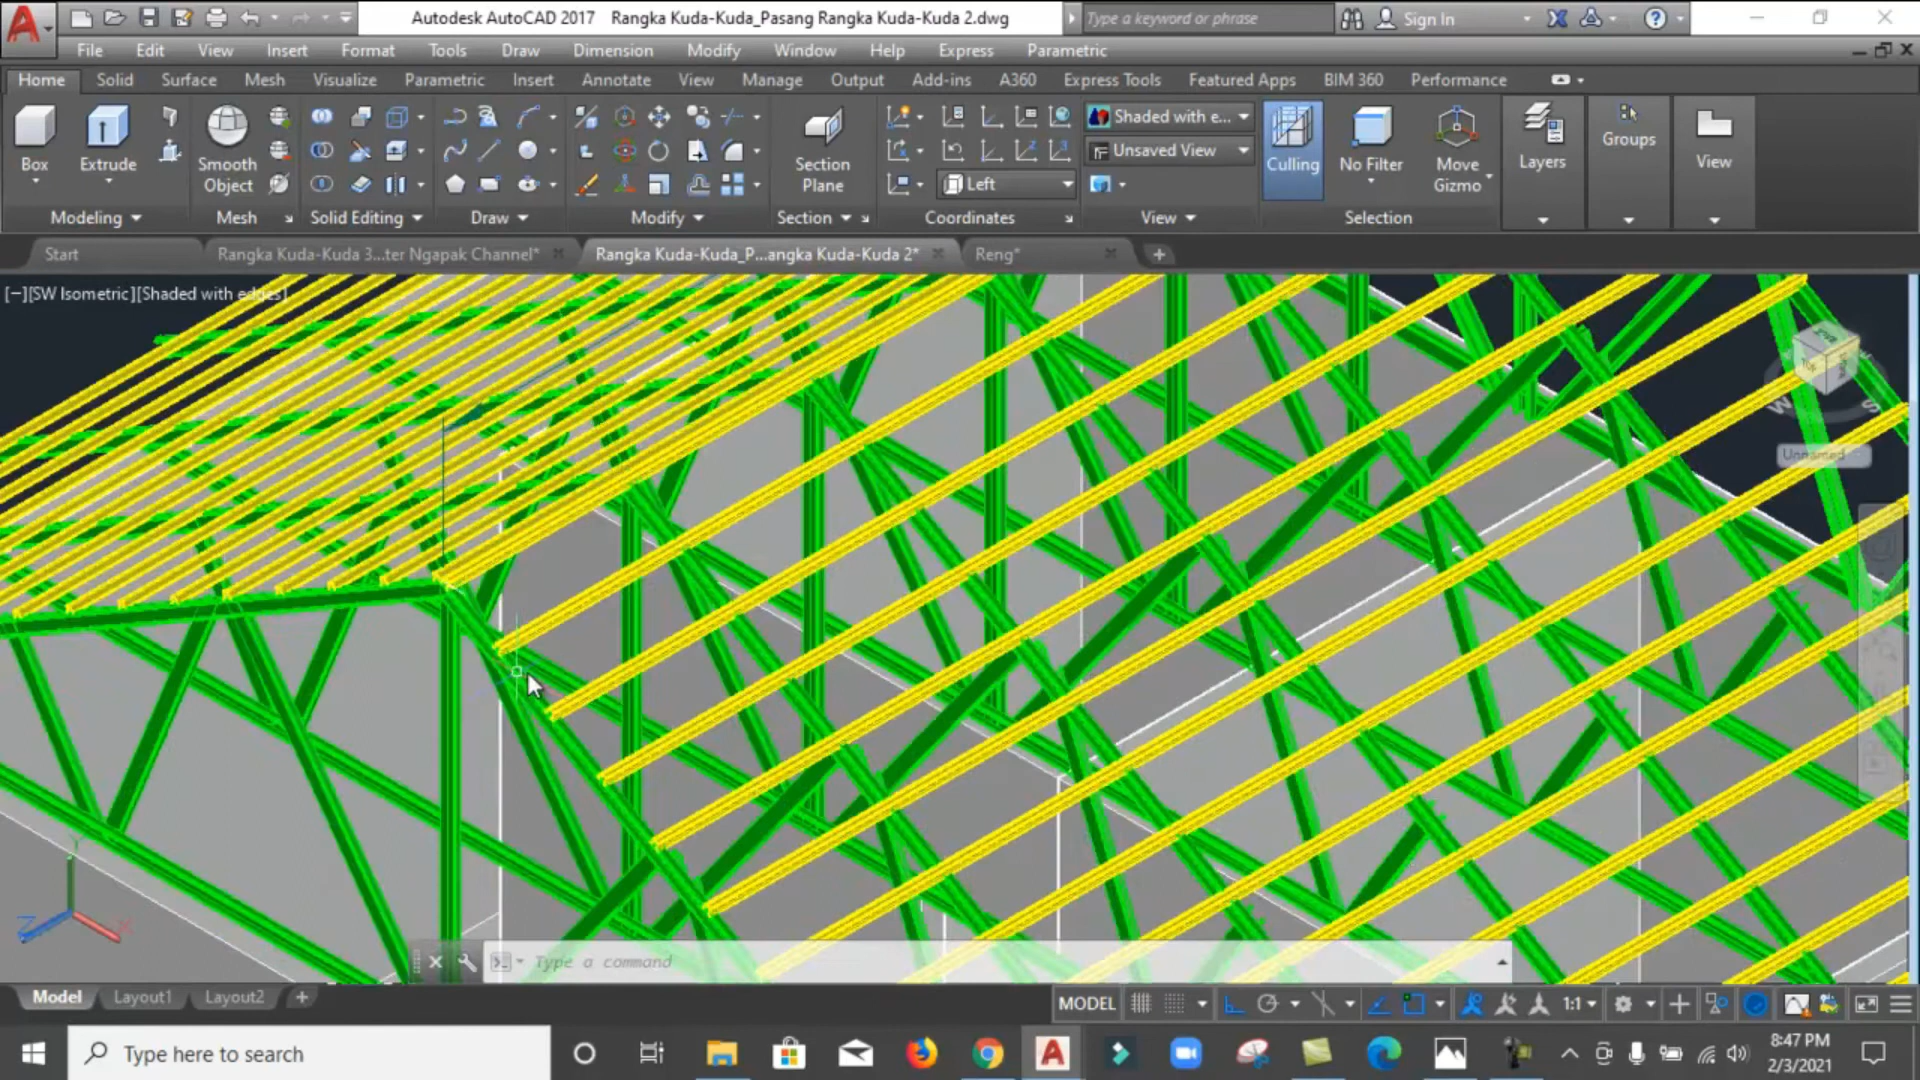 Autodesk AutoCAD 2017 Rangka Kuda-Kuda_Pasang Rangka Kuda-Kuda 2.dwg
Type a keyword or phrase
Sign In
File Edit View Insert Format Tools Draw Dimension Modify Window Help Express Parametric
Home Solid Surface Mesh Visualize Parametric Insert Annotate View Manage Output Add-ins A360 Express Tools Featured Apps BIM 360 Performance
Shaded with e...
Unsaved View
Left
Box
Extrude
Smooth
Object
Section
Plane
Culling
No Filter
Move
Gizmo
Layers
Groups
View
Modeling Mesh Solid Editing Draw Modify Section Coordinates View Selection
Start Rangka Kuda-Kuda 3...ter Ngapak Channel* Rangka Kuda-Kuda_P...angka Kuda-Kuda 2* Reng*
[−][SW Isometric][Shaded with edges]
W
S
Unnamed
Y
Z
X
Type a command
Model Layout1 Layout2
MODEL
1:1
Type here to search
8:47 PM
2/3/2021